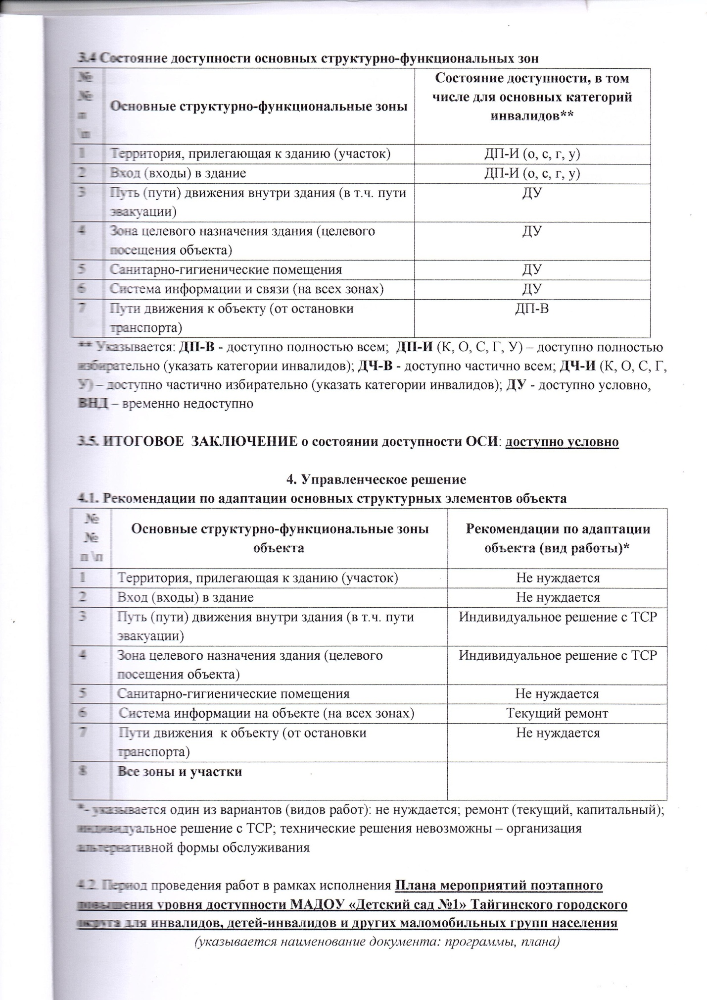 3.4 Состояние доступности основных структурно-функциональных зон
№
№
п
\п
Основные структурно-функциональные зоны
Состояние доступности, в том
числе для основных категорий
инвалидов**
1 Территория, прилегающая к зданию (участок) ДП-И (о, с, г, у)
2 Вход (входы) в здание ДП-И (о, с, г, у)
3 Путь (пути) движения внутри здания (в т.ч. пути ДУ
эвакуации)
4 Зона целевого назначения здания (целевого ДУ
посещения объекта)
5 Санитарно-гигиенические помещения ДУ
6 Система информации и связи (на всех зонах) ДУ
7 Пути движения к объекту (от остановки ДП-В
транспорта)
** Указывается: ДП-В - доступно полностью всем; ДП-И (К, О, С, Г, У) – доступно полностью
избирательно (указать категории инвалидов); ДЧ-В - доступно частично всем; ДЧ-И (К, О, С, Г,
У) – доступно частично избирательно (указать категории инвалидов); ДУ - доступно условно,
ВНД – временно недоступно
3.5. ИТОГОВОЕ ЗАКЛЮЧЕНИЕ о состоянии доступности ОСИ: доступно условно
4. Управленческое решение
4.1. Рекомендации по адаптации основных структурных элементов объекта
№
№
п \п
Основные структурно-функциональные зоны
объекта
Рекомендации по адаптации
объекта (вид работы)*
1 Территория, прилегающая к зданию (участок) Не нуждается
2 Вход (входы) в здание Не нуждается
3 Путь (пути) движения внутри здания (в т.ч. пути Индивидуальное решение с ТСР
эвакуации)
4 Зона целевого назначения здания (целевого Индивидуальное решение с ТСР
посещения объекта)
5 Санитарно-гигиенические помещения Не нуждается
6 Система информации на объекте (на всех зонах) Текущий ремонт
7 Пути движения к объекту (от остановки Не нуждается
транспорта)
8 Все зоны и участки
*- указывается один из вариантов (видов работ): не нуждается; ремонт (текущий, капитальный);
индивидуальное решение с ТСР; технические решения невозможны – организация
альтернативной формы обслуживания
4.2. Период проведения работ в рамках исполнения Плана мероприятий поэтапного
повышения уровня доступности МАДОУ «Детский сад №1» Тайгинского городского
округа для инвалидов, детей-инвалидов и других маломобильных групп населения
(указывается наименование документа: программы, плана)